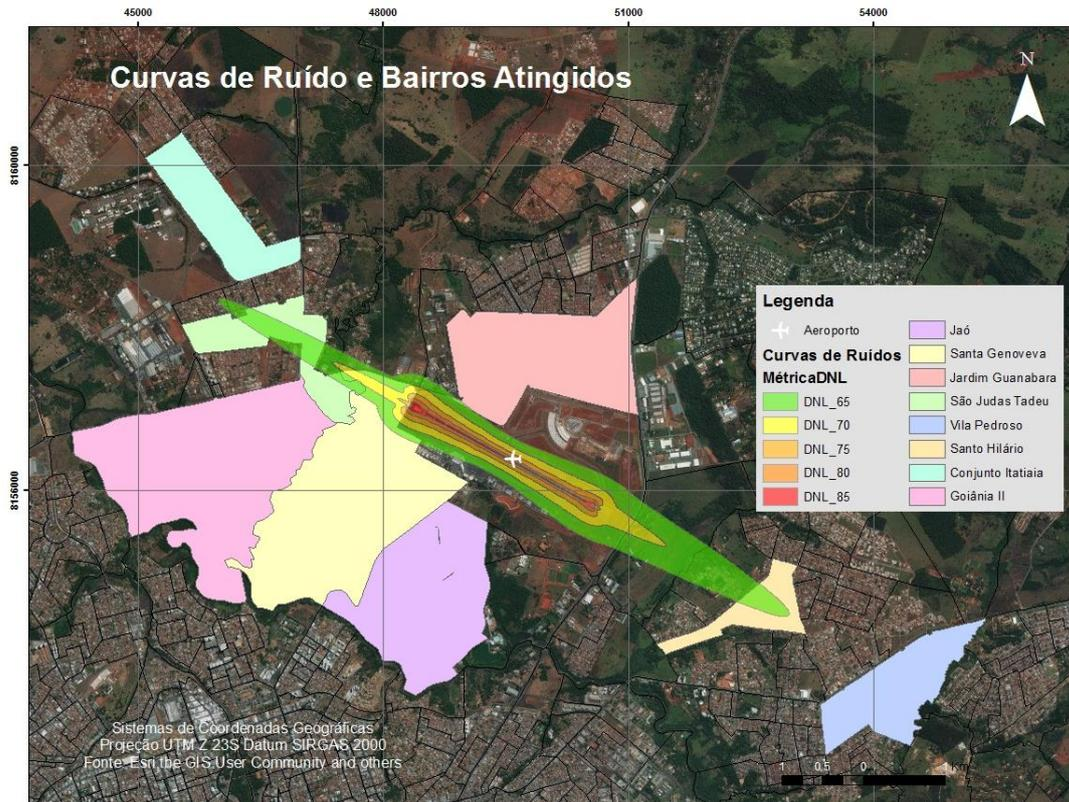 45000 48000 51000 54000
Curvas de Ruído e Bairros Atingidos
N
8160000
8156000
Legenda
Aeroporto
Curvas de Ruídos
MétricaDNL
DNL_65
DNL_70
DNL_75
DNL_80
DNL_85
Jaó
Santa Genoveva
Jardim Guanabara
São Judas Tadeu
Vila Pedroso
Santo Hilário
Conjunto Itatiaia
Goiânia II
Sistemas de Coordenadas Geográficas
Projeção UTM Z 23S Datum SIRGAS 2000
Fonte: Esri the GIS User Community and others
1 0.5 0 1 Km